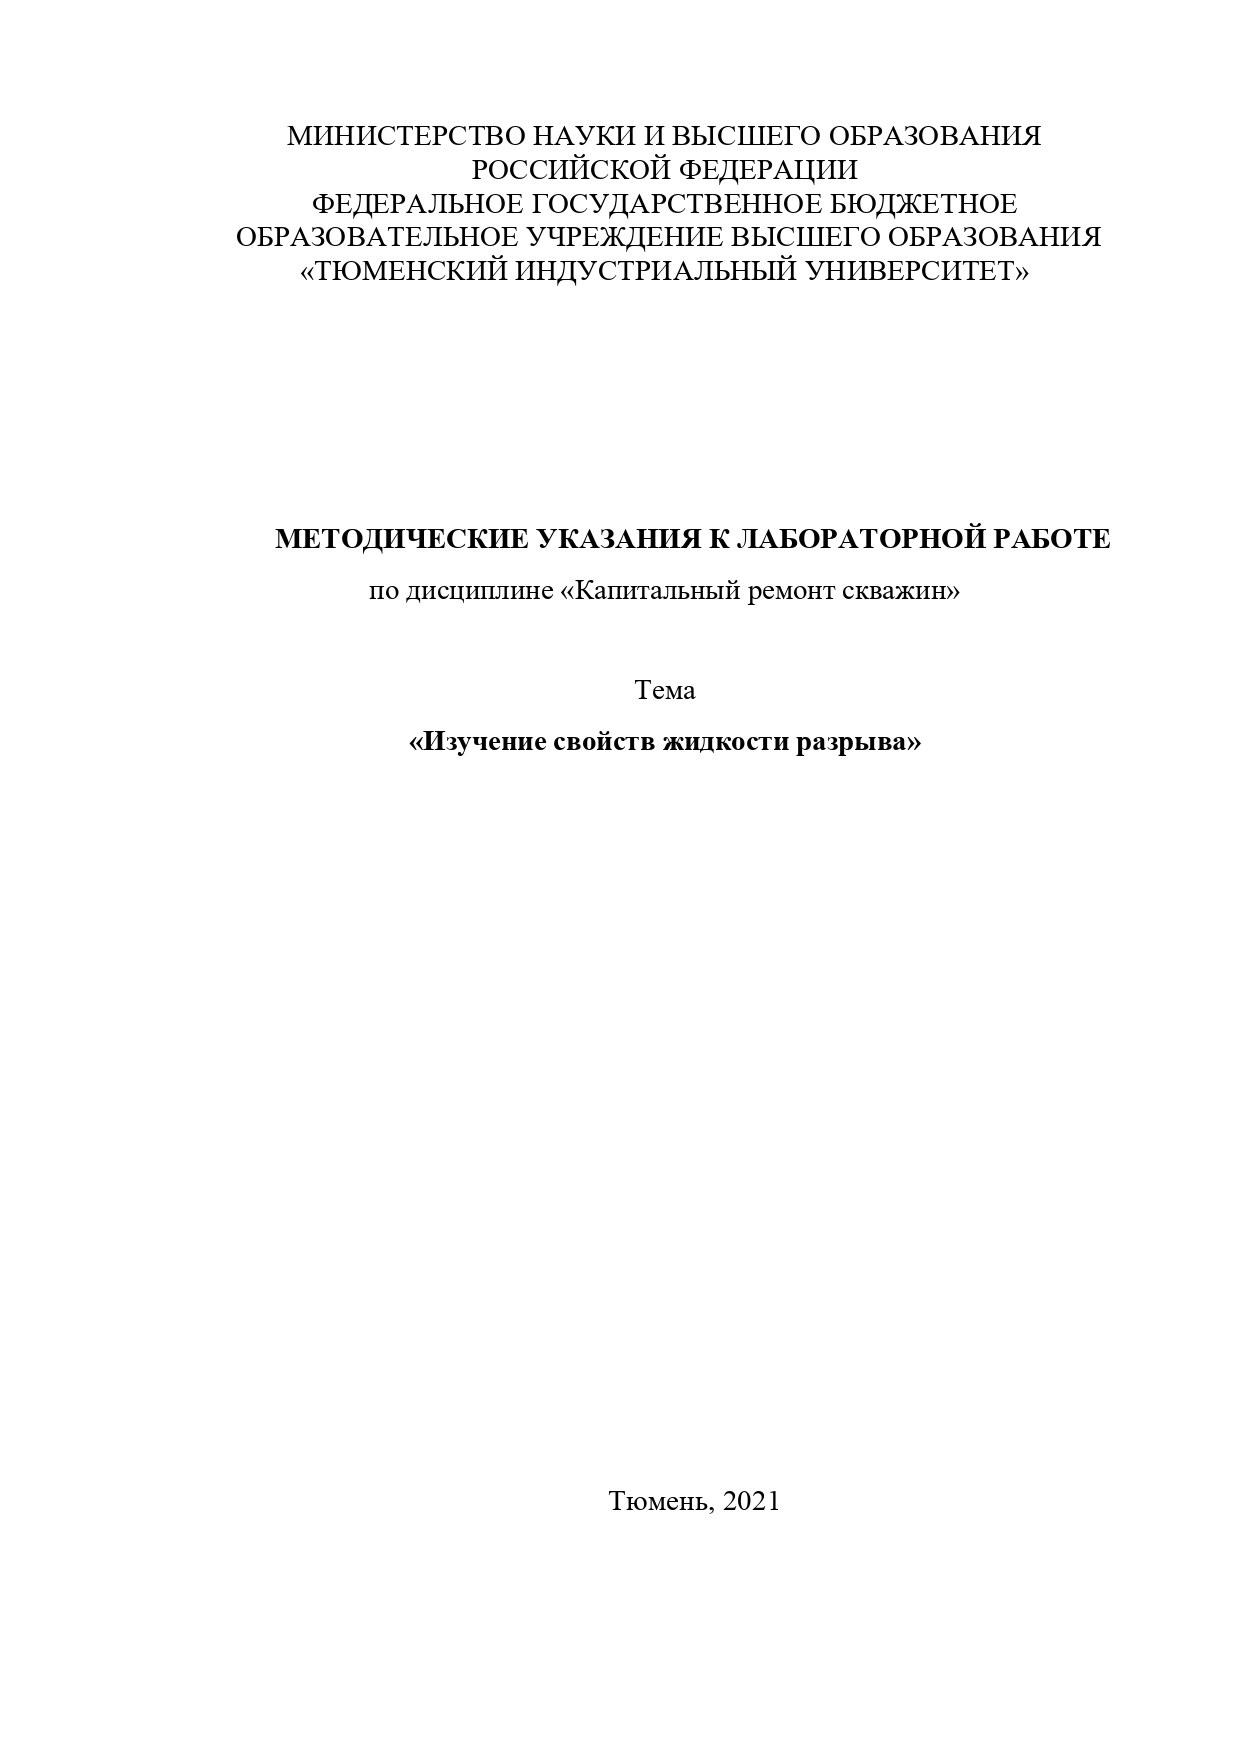 МИНИСТЕРСТВО НАУКИ И ВЫСШЕГО ОБРАЗОВАНИЯ
РОССИЙСКОЙ ФЕДЕРАЦИИ
ФЕДЕРАЛЬНОЕ ГОСУДАРСТВЕННОЕ БЮДЖЕТНОЕ
ОБРАЗОВАТЕЛЬНОЕ УЧРЕЖДЕНИЕ ВЫСШЕГО ОБРАЗОВАНИЯ
«ТЮМЕНСКИЙ ИНДУСТРИАЛЬНЫЙ УНИВЕРСИТЕТ»
МЕТОДИЧЕСКИЕ УКАЗАНИЯ К ЛАБОРАТОРНОЙ РАБОТЕ
по дисциплине «Капитальный ремонт скважин»
Тема
«Изучение свойств жидкости разрыва»
Тюмень, 2021